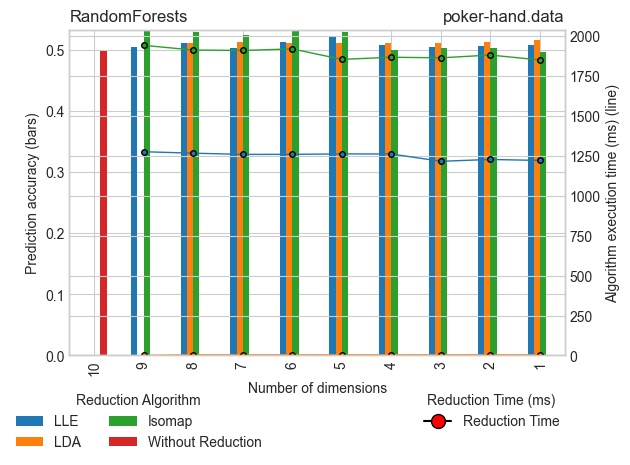 RandomForests
poker-hand.data
Prediction accuracy (bars)
0.5
0.4
0.3
0.2
0.1
0.0
2000
1750
1500
1250
1000
750
500
250
0
Algorithm execution time (ms) (line)
10 9 8 7 6 5 4 3 2 1
Number of dimensions
Reduction Algorithm
LLE
LDA
Isomap
Without Reduction
Reduction Time (ms)
Reduction Time